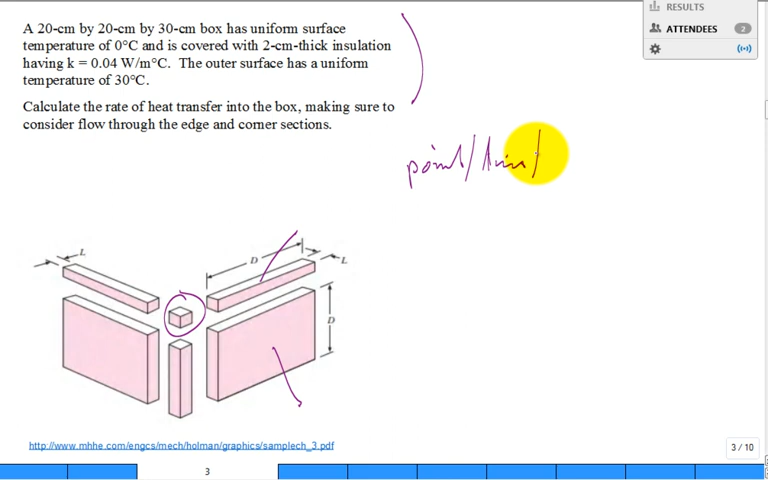 A 20-cm by 20-cm by 30-cm box has uniform surface
temperature of 0°C and is covered with 2-cm-thick insulation
having k = 0.04 W/m°C. The outer surface has a uniform
temperature of 30°C.
Calculate the rate of heat transfer into the box, making sure to
consider flow through the edge and corner sections.
RESULTS
ATTENDEES 2
L
D
L
D
http://www.mhhe.com/engcs/mech/holman/graphics/samplech_3.pdf
3 / 10
3